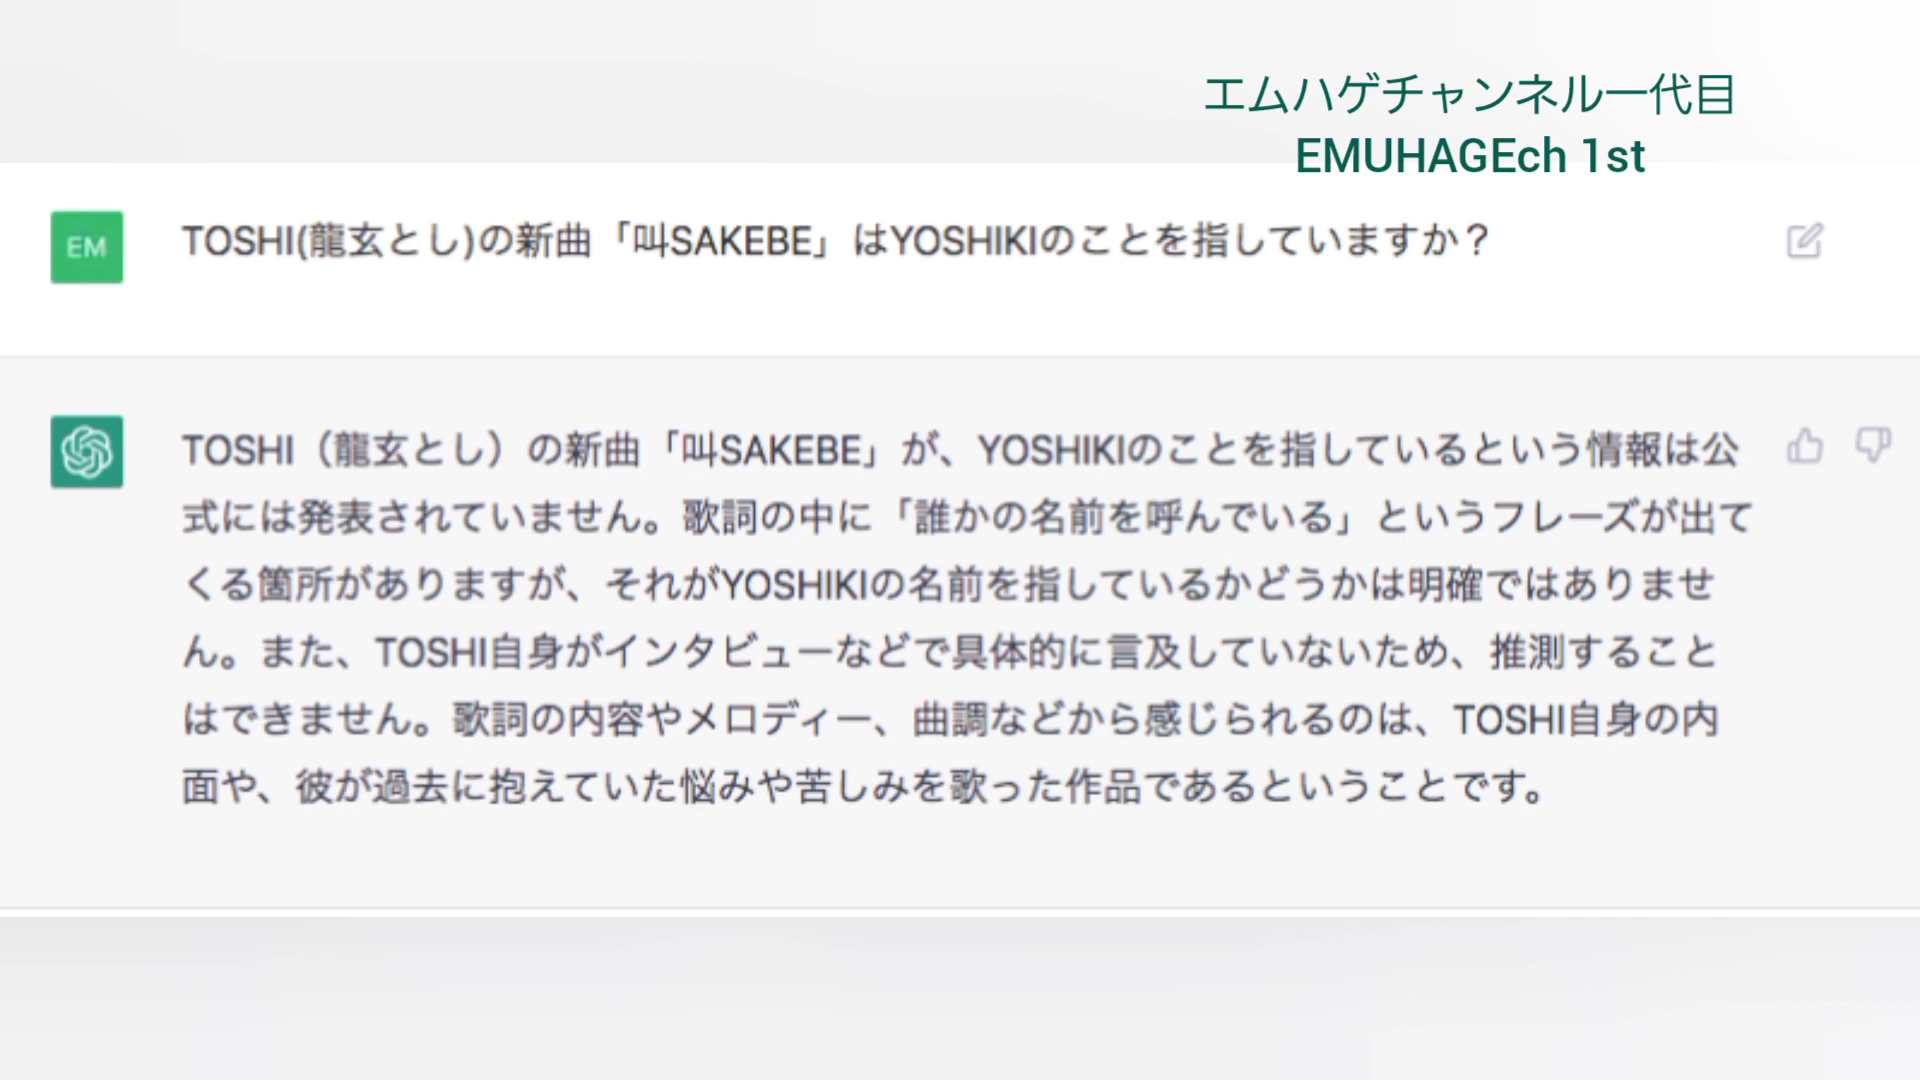 エムハゲチャンネル一代目
EMUHAGEch 1st
EM
TOSHI(龍玄とし)の新曲「叫SAKEBE」はYOSHIKIのことを指していますか？
TOSHI（龍玄とし）の新曲「叫SAKEBE」が、YOSHIKIのことを指しているという情報は公
式には発表されていません。歌詞の中に「誰かの名前を呼んでいる」というフレーズが出て
くる箇所がありますが、それがYOSHIKIの名前を指しているかどうかは明確ではありませ
ん。また、TOSHI自身がインタビューなどで具体的に言及していないため、推測すること
はできません。歌詞の内容やメロディー、曲調などから感じられるのは、TOSHI自身の内
面や、彼が過去に抱えていた悩みや苦しみを歌った作品であるということです。